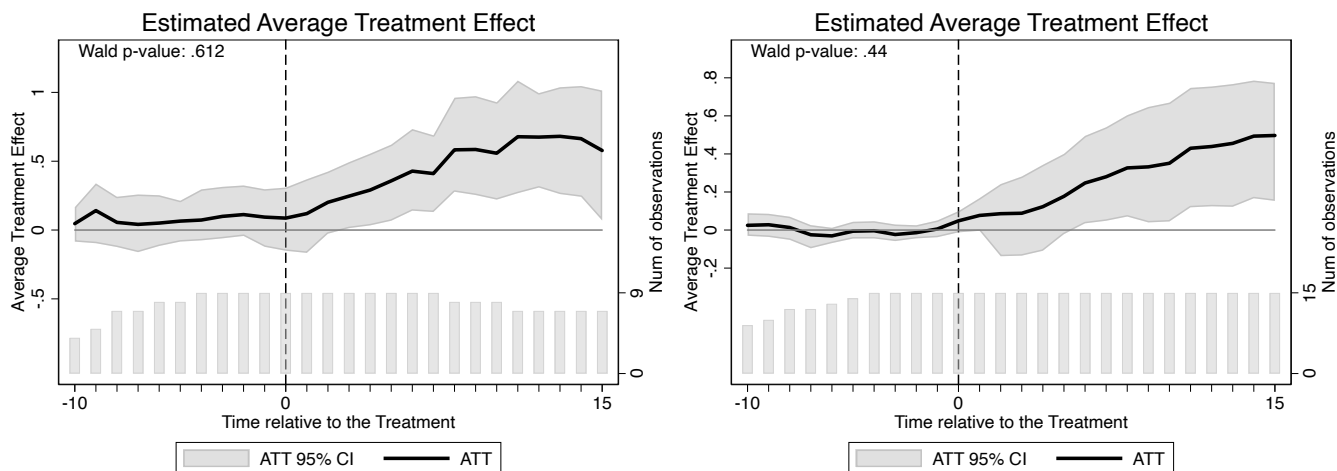 Estimated Average Treatment Effect
Wald p-value: .612
Average Treatment Effect
1
.5
0
-.5
Num of observations
9
0
-10
0
15
Time relative to the Treatment
ATT 95% CI
ATT
Estimated Average Treatment Effect
Wald p-value: .44
Average Treatment Effect
.8
.6
.4
.2
0
-.2
Num of observations
15
0
-10
0
15
Time relative to the Treatment
ATT 95% CI
ATT